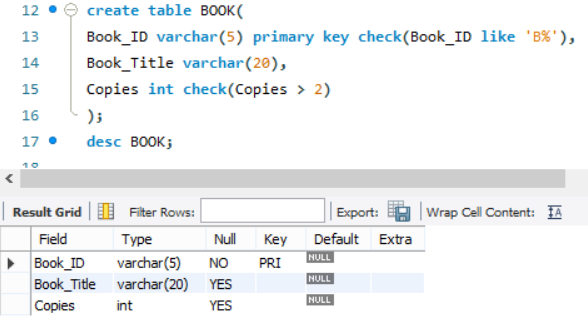 12 create table BOOK(
13 Book_ID varchar(5) primary key check(Book_ID like 'B%'),
14 Book_Title varchar(20),
15 Copies int check(Copies > 2)
16 );
17 desc BOOK;
18
Result Grid Filter Rows: Export: Wrap Cell Content: IA
Field Type Null Key Default Extra
Book_ID varchar(5) NO PRI NULL
Book_Title varchar(20) YES NULL
Copies int YES NULL